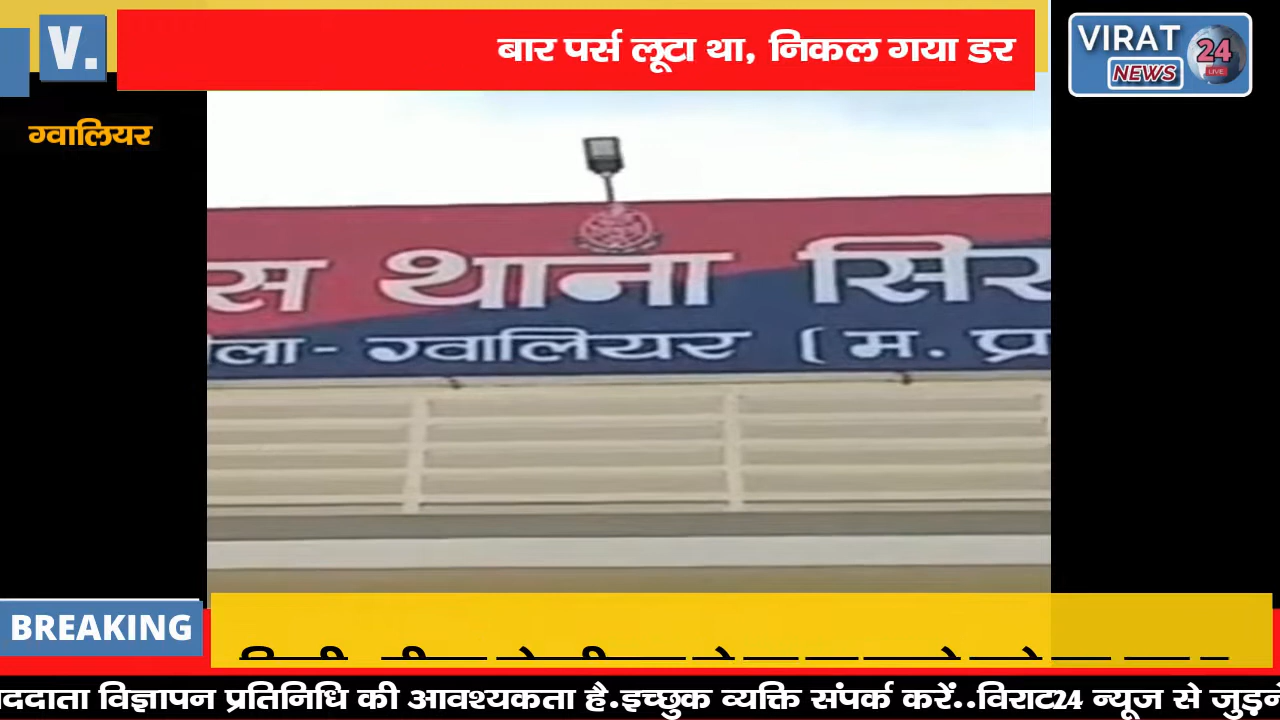 V.
बार पर्स लूटा था, निकल गया डर
VIRAT
24
LIVE
NEWS
ग्वालियर
स थाना सिर
ला - ग्वालियर ( म. प्र
BREAKING
ददाता विज्ञापन प्रतिनिधि की आवश्यकता है.इच्छुक व्यक्ति संपर्क करें..विराट24 न्यूज से जुड़ने